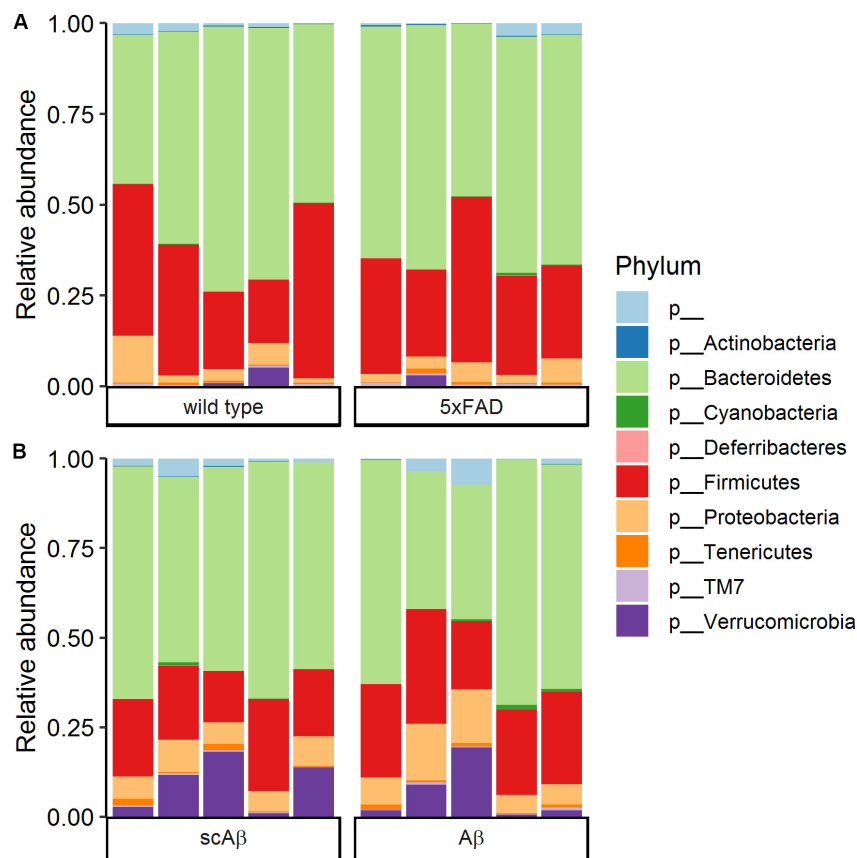 A
Relative abundance
1.00
0.75
0.50
0.25
0.00
wild type
5xFAD
B
Relative abundance
1.00
0.75
0.50
0.25
0.00
scAβ
Aβ
Phylum
p__
p__Actinobacteria
p__Bacteroidetes
p__Cyanobacteria
p__Deferribacteres
p__Firmicutes
p__Proteobacteria
p__Tenericutes
p__TM7
p__Verrucomicrobia